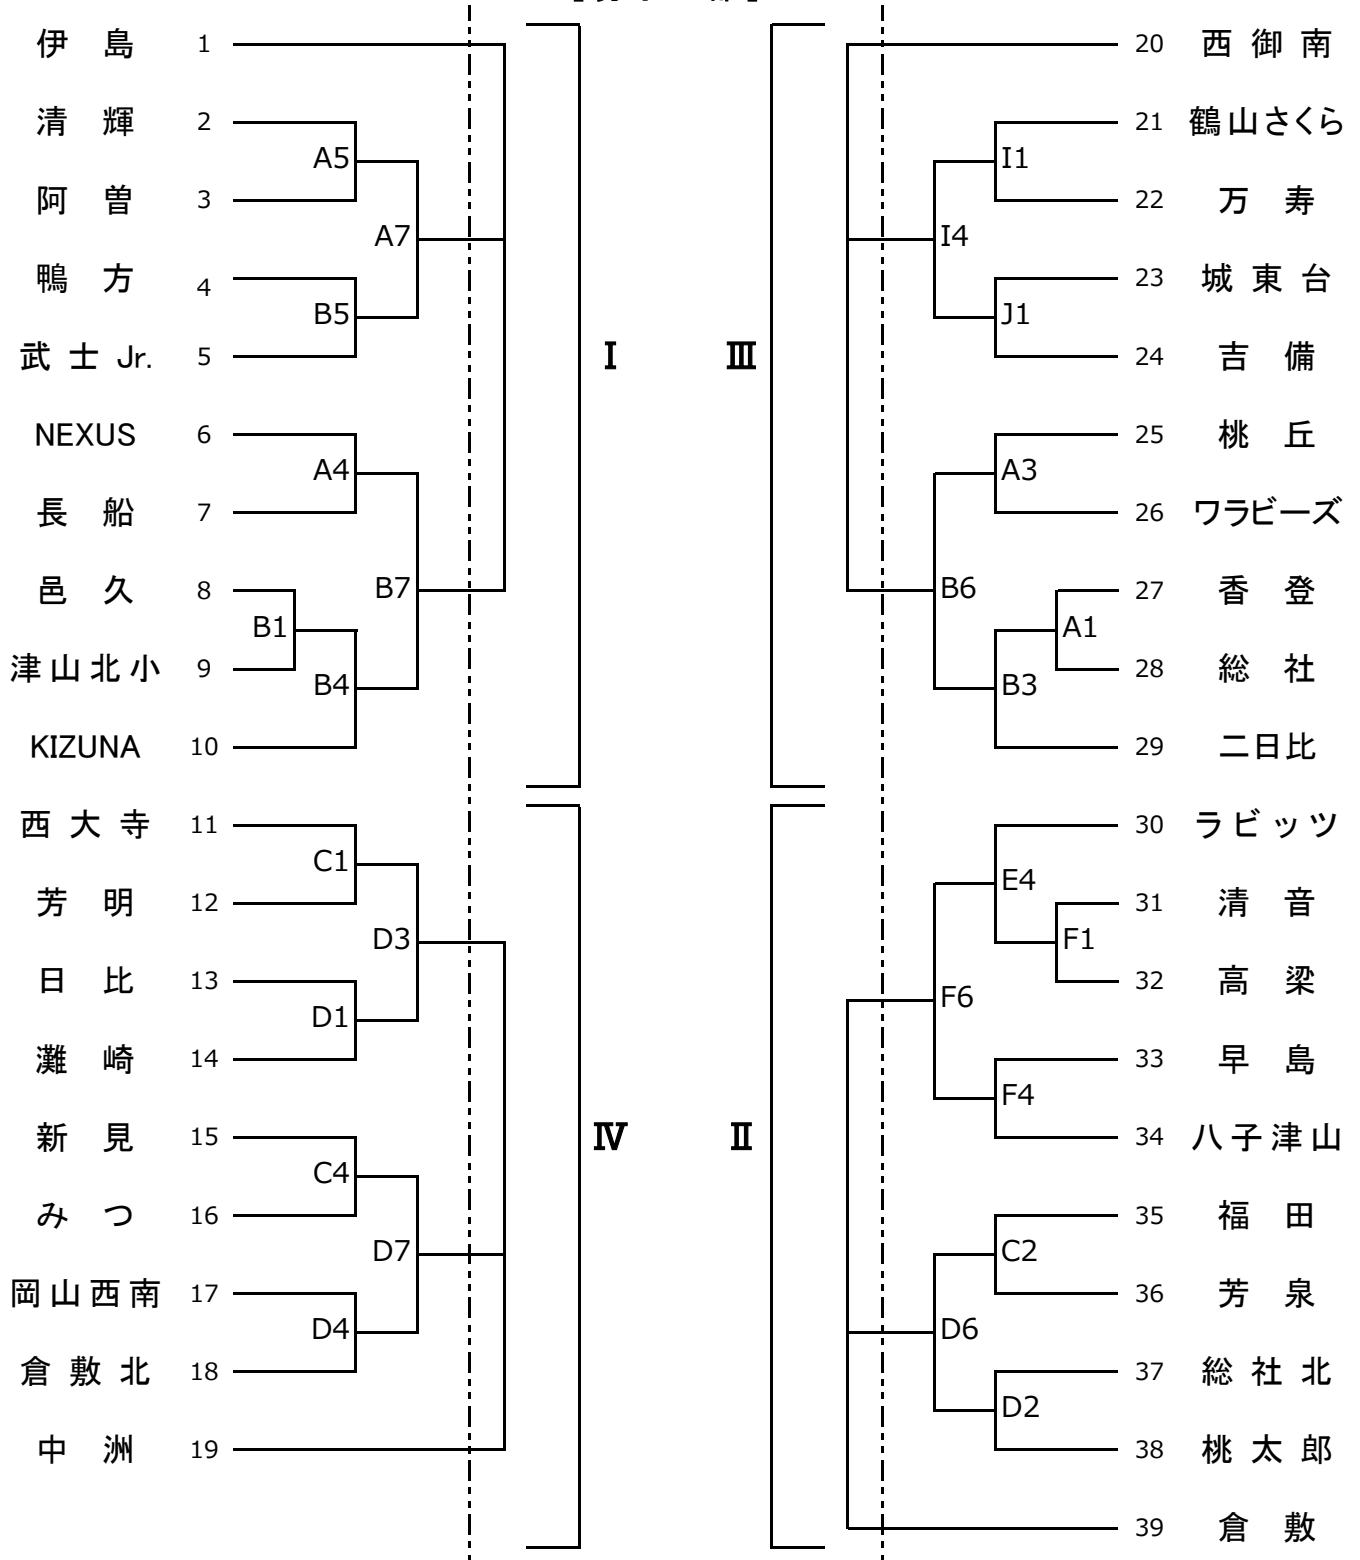 伊島 1
清輝 2
A5
阿曽 3
A7
鴨方 4
B5
武士Jr. 5
NEXUS 6
A4
長船 7
邑久 8
B7
B1
津山北小 9
B4
KIZUNA 10
I
西大寺 11
C1
芳明 12
D3
日比 13
D1
灘崎 14
新見 15
C4
みつ 16
D7
岡山西南 17
D4
倉敷北 18
中洲 19
IV
III
20 西御南
21 鶴山さくら
I1
22 万寿
I4
23 城東台
J1
24 吉備
25 桃丘
A3
26 ワラビーズ
B6
27 香登
A1
28 総社
B3
29 二日比
II
30 ラビッツ
E4
31 清音
F1
32 高梁
F6
33 早島
F4
34 八子津山
35 福田
C2
36 芳泉
D6
37 総社北
D2
38 桃太郎
39 倉敷